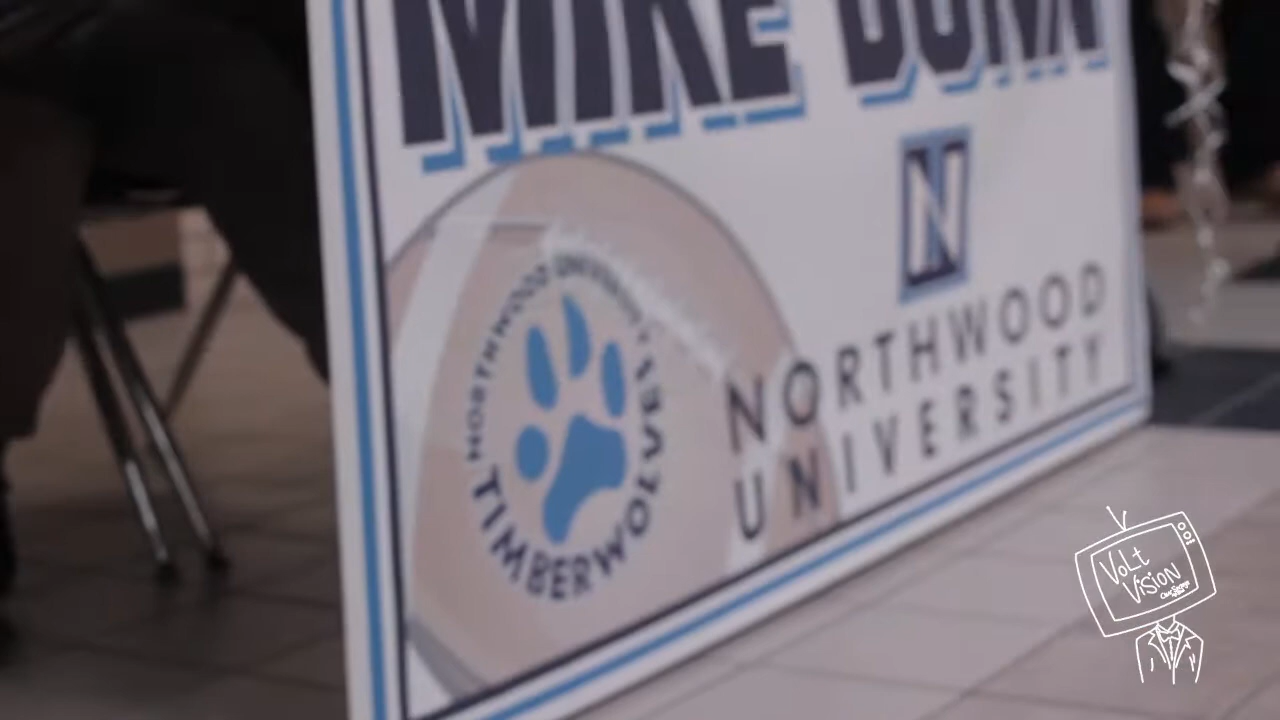 MIKE DUNN
N
NORTHWOOD
UNIVERSITY
NORTHWOOD UNIVERSITY
TIMBERWOLVES
VOLT
VISION